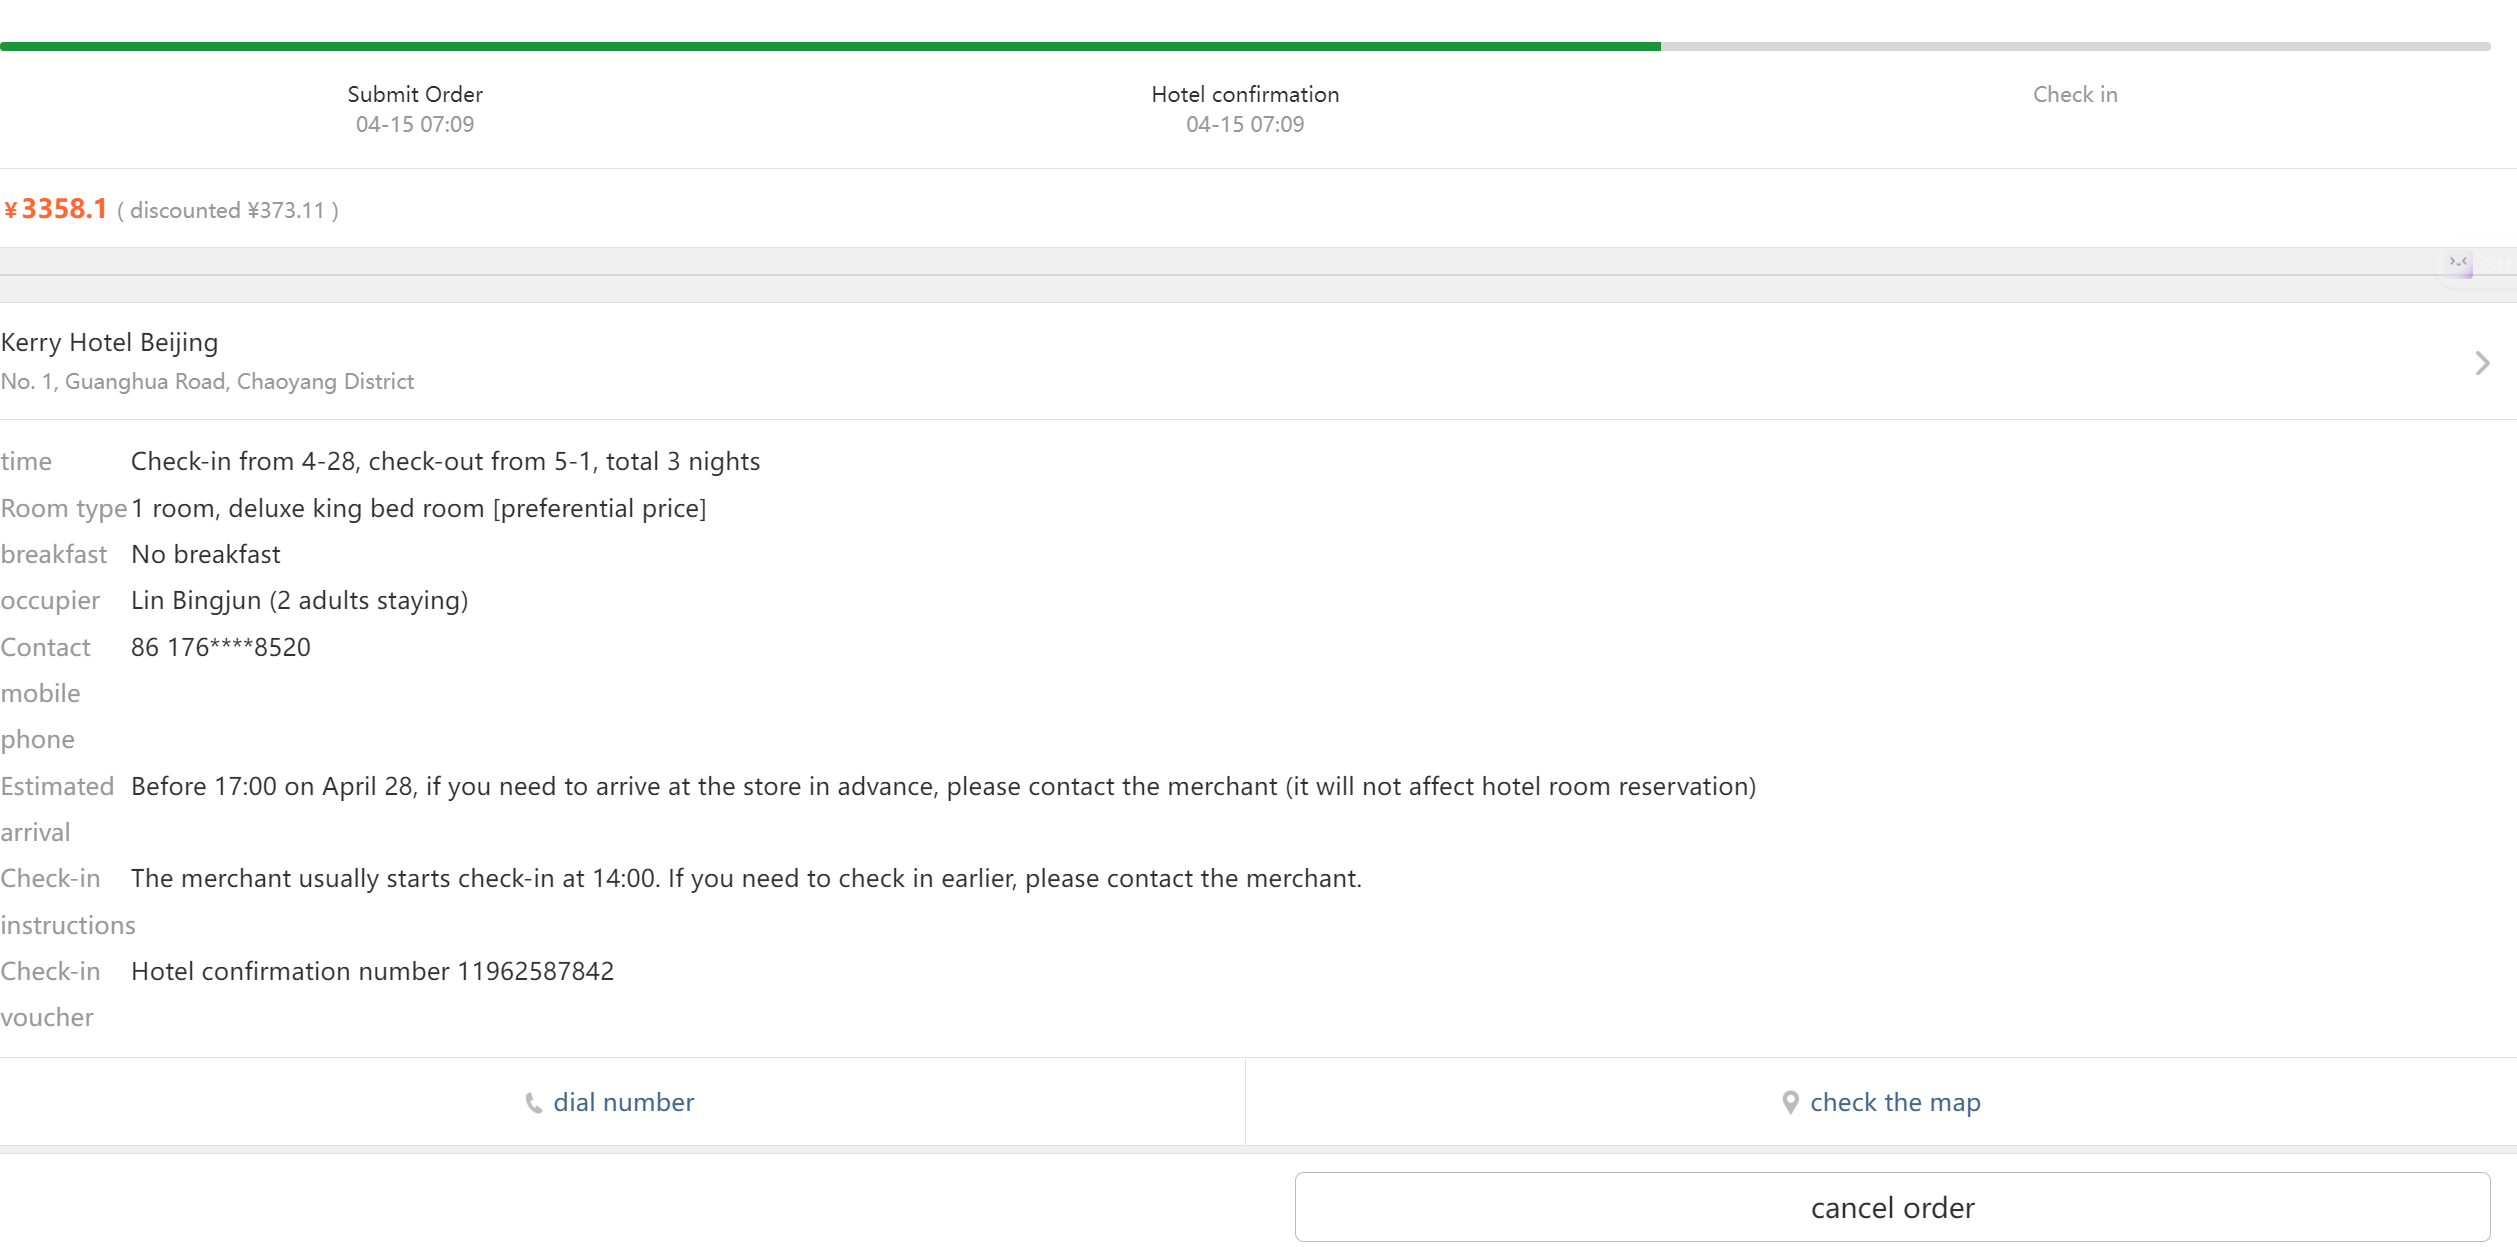 Submit Order
04-15 07:09
Hotel confirmation
04-15 07:09
Check in
¥3358.1 ( discounted ¥373.11 )
Kerry Hotel Beijing
No. 1, Guanghua Road, Chaoyang District
time Check-in from 4-28, check-out from 5-1, total 3 nights
Room type 1 room, deluxe king bed room [preferential price]
breakfast No breakfast
occupier Lin Bingjun (2 adults staying)
Contact 86 176****8520
mobile
phone
Estimated Before 17:00 on April 28, if you need to arrive at the store in advance, please contact the merchant (it will not affect hotel room reservation)
arrival
Check-in The merchant usually starts check-in at 14:00. If you need to check in earlier, please contact the merchant.
instructions
Check-in Hotel confirmation number 11962587842
voucher
dial number
check the map
cancel order